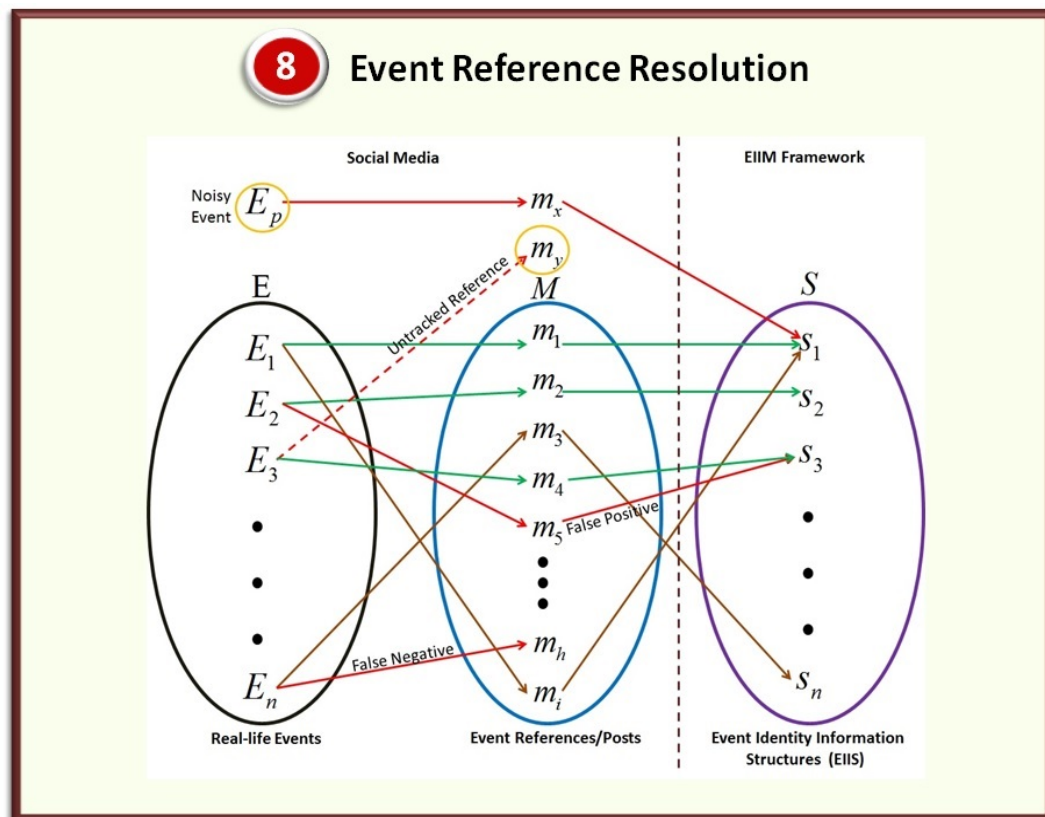 8 Event Reference Resolution
Social Media
EIIM Framework
Noisy
Event
E_p
m_x
m_y
Untracked Reference
E
M
S
E_1
m_1
s_1
E_2
m_2
s_2
m_3
E_3
m_4
s_3
m_5
False Positive
m_h
False Negative
E_n
m_i
s_n
Real-life Events
Event References/Posts
Event Identity Information
Structures (EIIS)